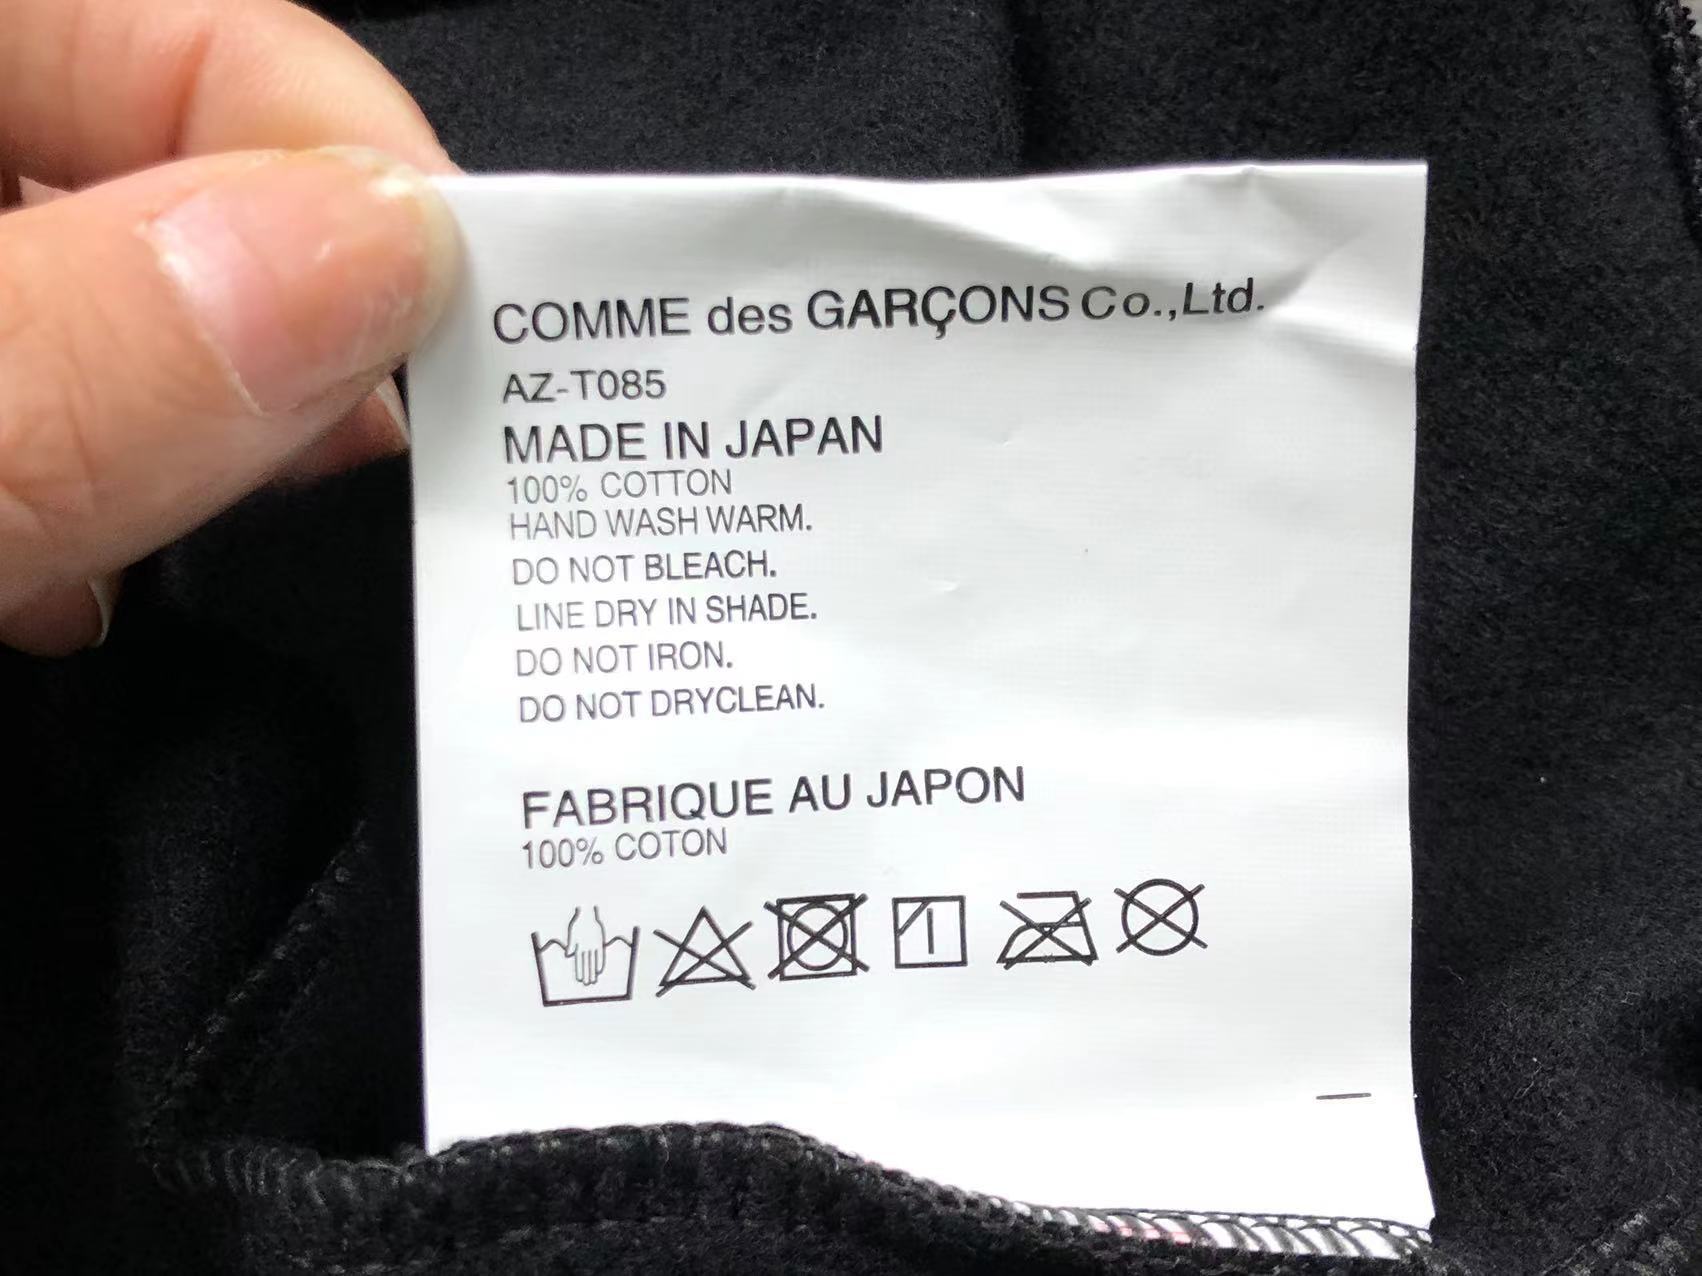 COMME des GARÇONS Co.,Ltd.
AZ-T085
MADE IN JAPAN
100% COTTON
HAND WASH WARM.
DO NOT BLEACH.
LINE DRY IN SHADE.
DO NOT IRON.
DO NOT DRYCLEAN.
FABRIQUE AU JAPON
100% COTON